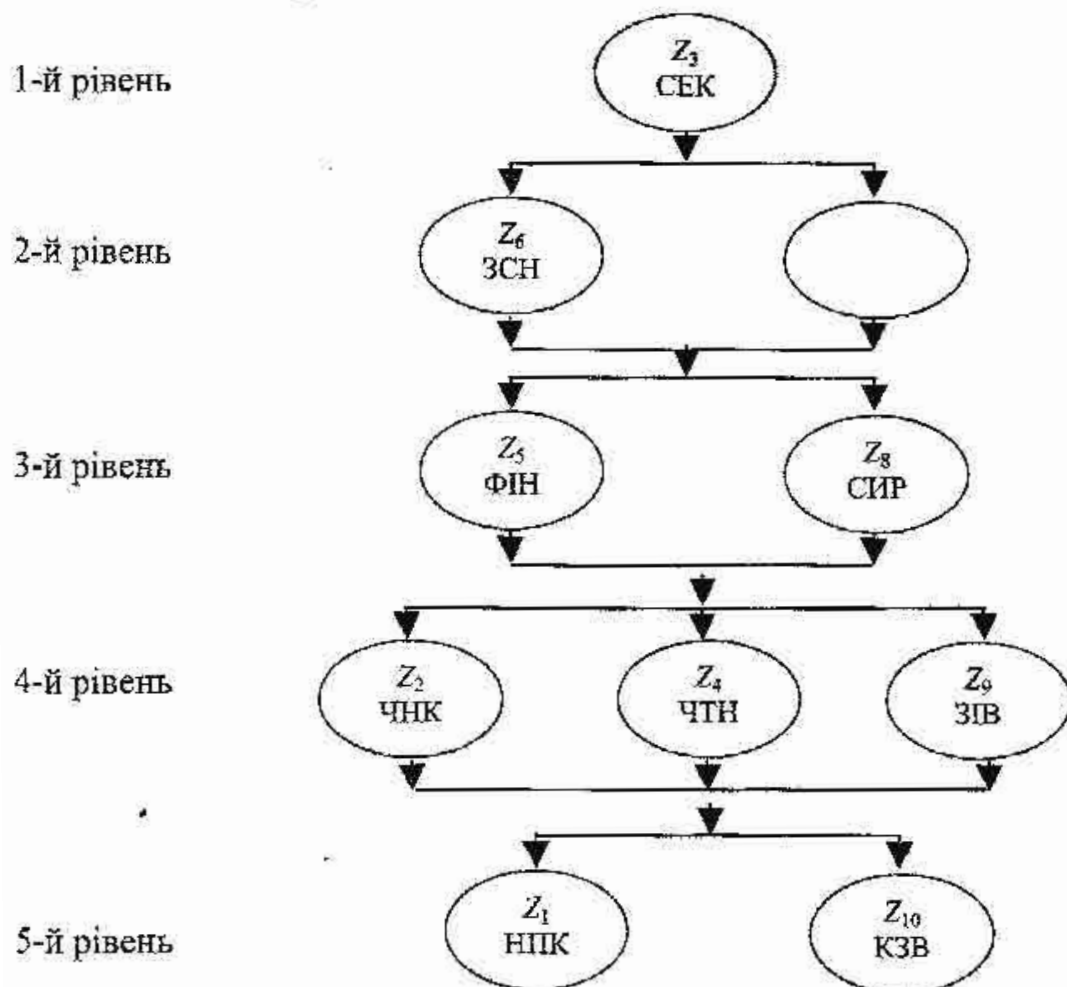 1-й рівень
Z3
СЕК
2-й рівень
Z6
ЗСН
3-й рівень
Z5
ФІН
Z8
СИР
4-й рівень
Z2
ЧНК
Z4
ЧТН
Z9
ЗІВ
5-й рівень
Z1
НПК
Z10
КЗВ